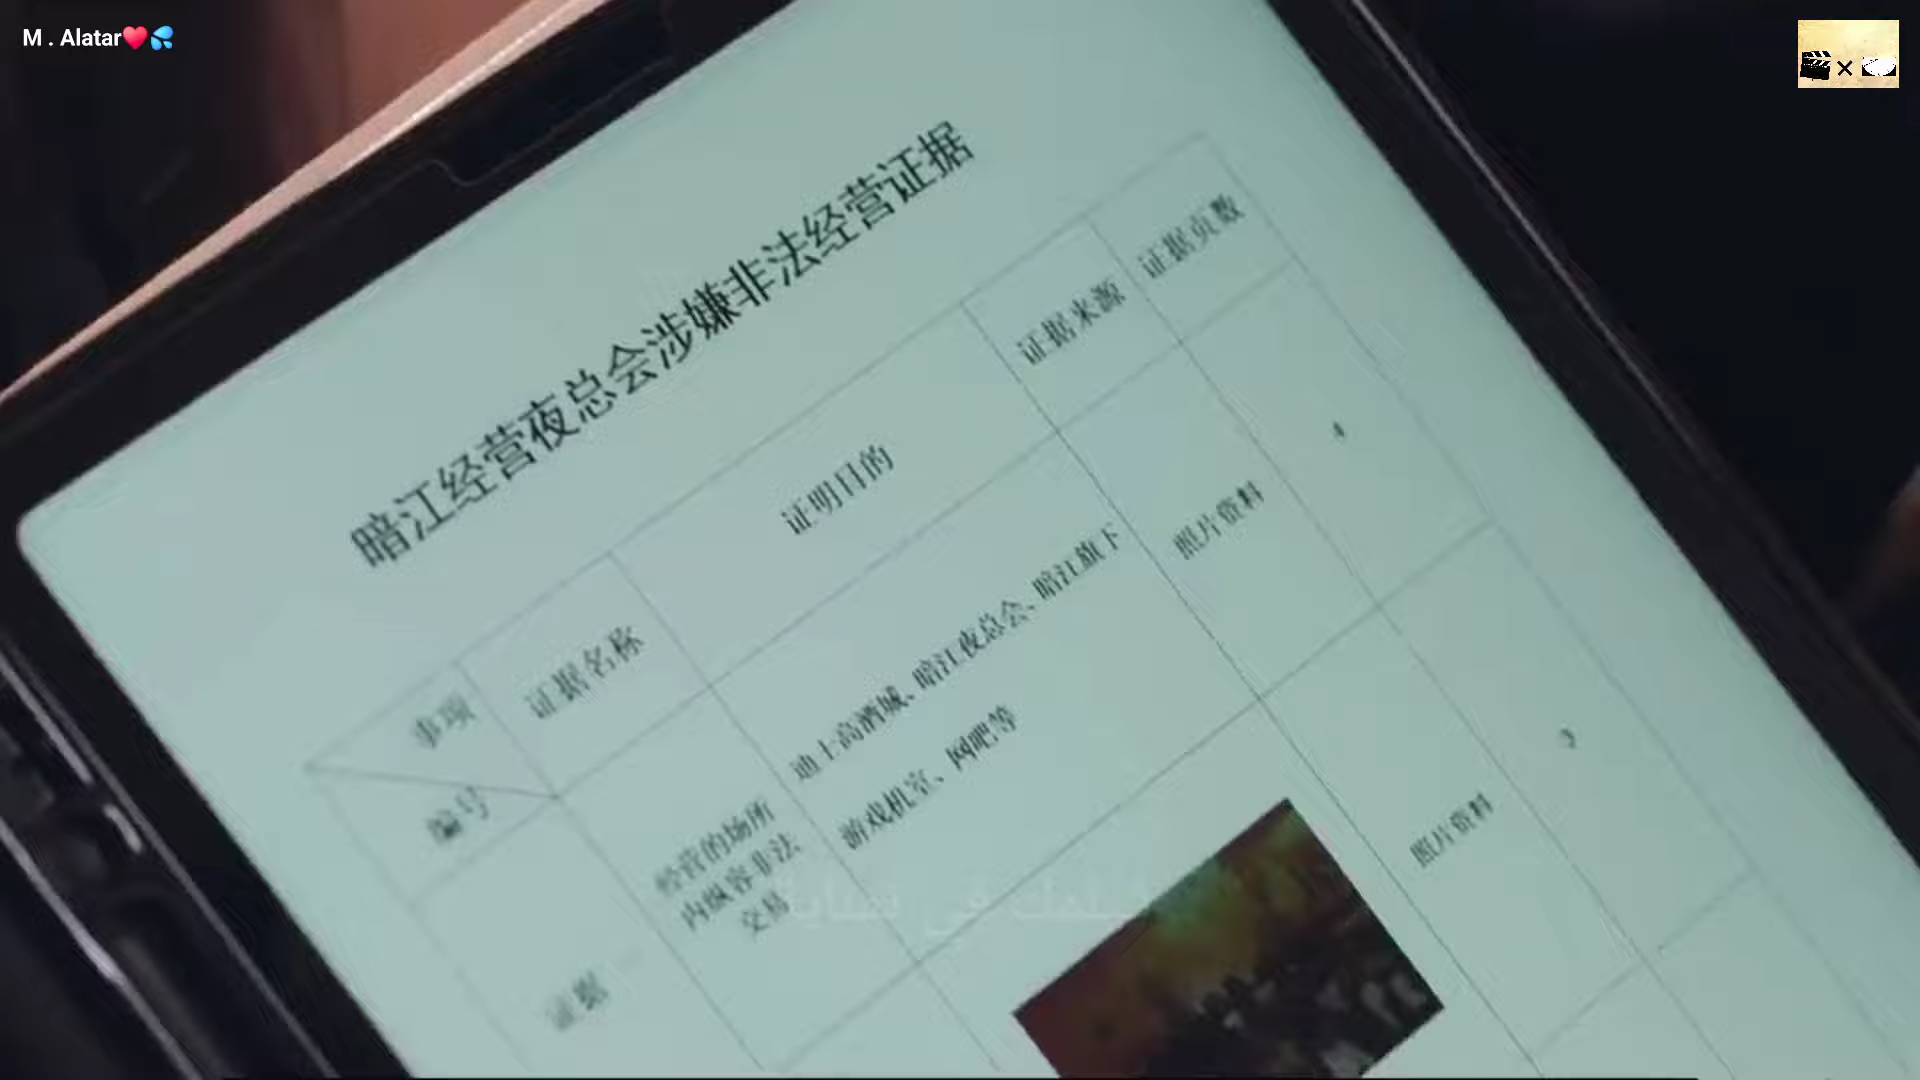 M . Alatar❤️💦
暗江经营夜总会涉嫌非法经营证据
事项
编号
证据名称
证明目的
证据来源
证据页数
经营的场所
内纵容非法
交易
迪士高酒城、暗江夜总会、暗江旗下
游戏机室、网吧等
照片资料
4
证据
照片资料
3